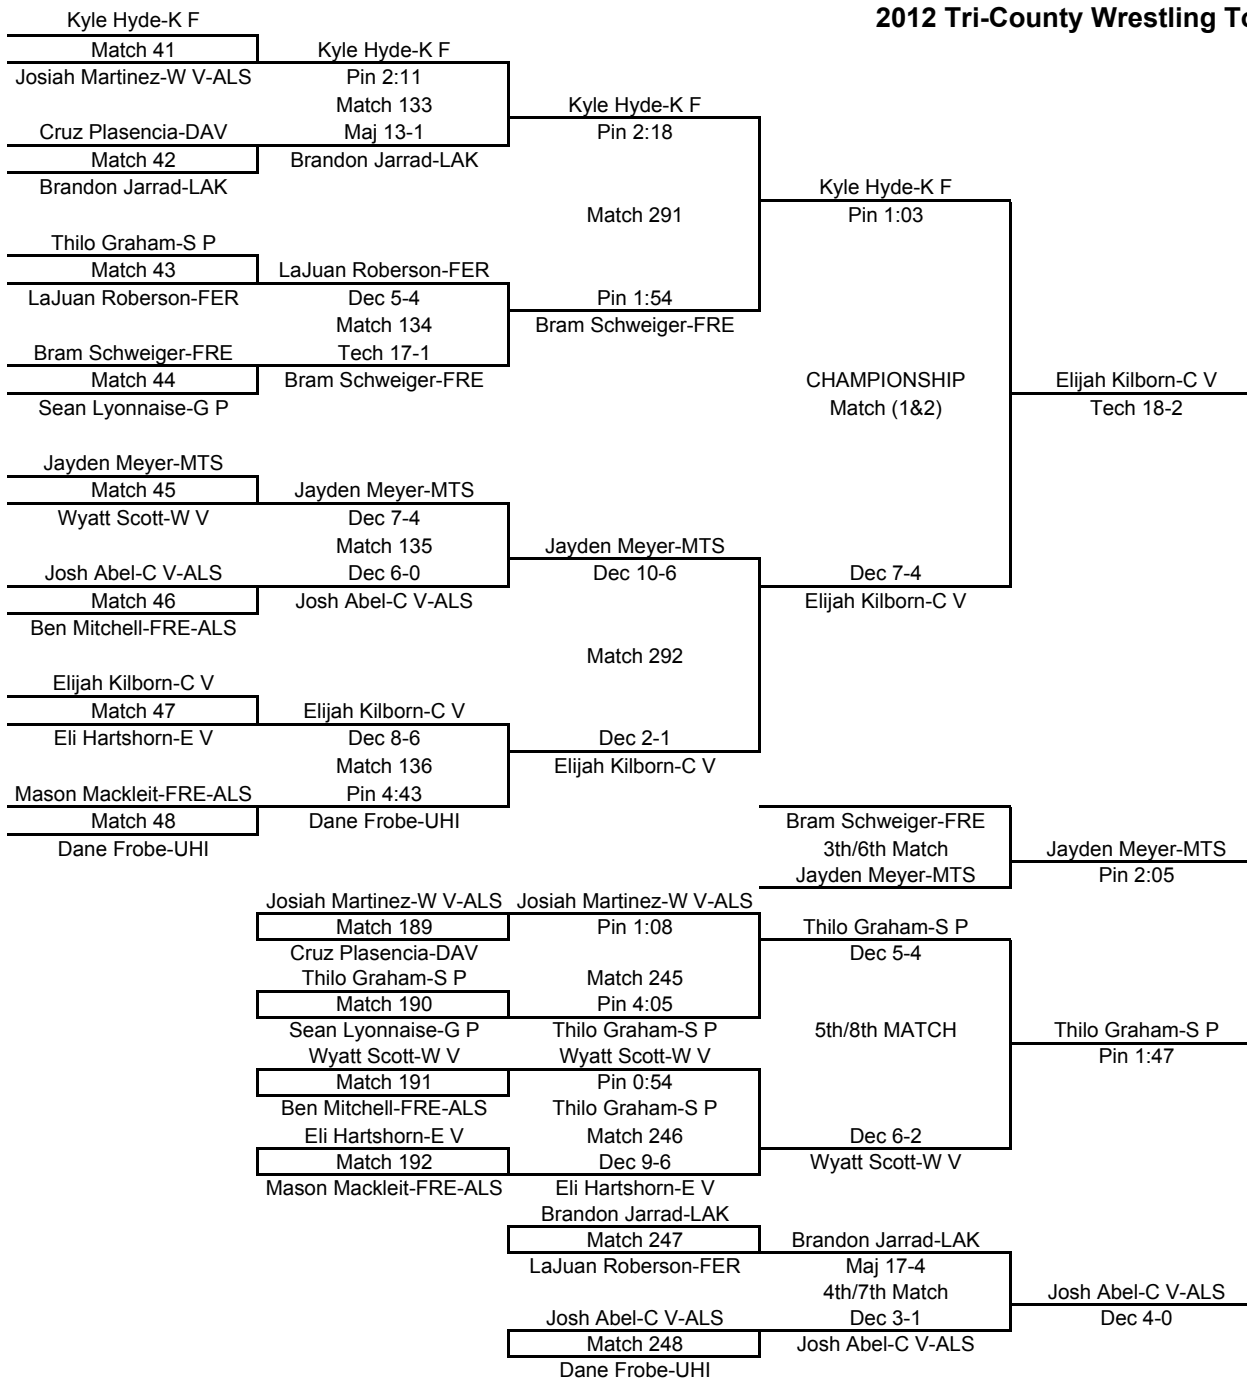 2012 Tri-County Wrestling To
Kyle Hyde-K F
Match 41
Josiah Martinez-W V-ALS
Cruz Plasencia-DAV
Match 42
Brandon Jarrad-LAK
Thilo Graham-S P
Match 43
LaJuan Roberson-FER
Bram Schweiger-FRE
Match 44
Sean Lyonnaise-G P
Jayden Meyer-MTS
Match 45
Wyatt Scott-W V
Josh Abel-C V-ALS
Match 46
Ben Mitchell-FRE-ALS
Elijah Kilborn-C V
Match 47
Eli Hartshorn-E V
Mason Mackleit-FRE-ALS
Match 48
Dane Frobe-UHI
Kyle Hyde-K F
Pin 2:11
Match 133
Maj 13-1
Brandon Jarrad-LAK
LaJuan Roberson-FER
Dec 5-4
Match 134
Tech 17-1
Bram Schweiger-FRE
Jayden Meyer-MTS
Dec 7-4
Match 135
Dec 6-0
Josh Abel-C V-ALS
Elijah Kilborn-C V
Dec 8-6
Match 136
Pin 4:43
Dane Frobe-UHI
Kyle Hyde-K F
Pin 2:18
Match 291
Pin 1:54
Bram Schweiger-FRE
Jayden Meyer-MTS
Dec 10-6
Match 292
Dec 2-1
Elijah Kilborn-C V
Kyle Hyde-K F
Pin 1:03
CHAMPIONSHIP
Match (1&2)
Dec 7-4
Elijah Kilborn-C V
Elijah Kilborn-C V
Tech 18-2
Bram Schweiger-FRE
3th/6th Match
Jayden Meyer-MTS
Jayden Meyer-MTS
Pin 2:05
Josiah Martinez-W V-ALS
Match 189
Cruz Plasencia-DAV
Thilo Graham-S P
Match 190
Sean Lyonnaise-G P
Wyatt Scott-W V
Match 191
Ben Mitchell-FRE-ALS
Eli Hartshorn-E V
Match 192
Mason Mackleit-FRE-ALS
Josiah Martinez-W V-ALS
Pin 1:08
Match 245
Pin 4:05
Thilo Graham-S P
Wyatt Scott-W V
Pin 0:54
Thilo Graham-S P
Match 246
Dec 9-6
Eli Hartshorn-E V
Thilo Graham-S P
Dec 5-4
5th/8th MATCH
Dec 6-2
Wyatt Scott-W V
Thilo Graham-S P
Pin 1:47
Brandon Jarrad-LAK
Match 247
LaJuan Roberson-FER
Josh Abel-C V-ALS
Match 248
Dane Frobe-UHI
Brandon Jarrad-LAK
Maj 17-4
4th/7th Match
Dec 3-1
Josh Abel-C V-ALS
Josh Abel-C V-ALS
Dec 4-0